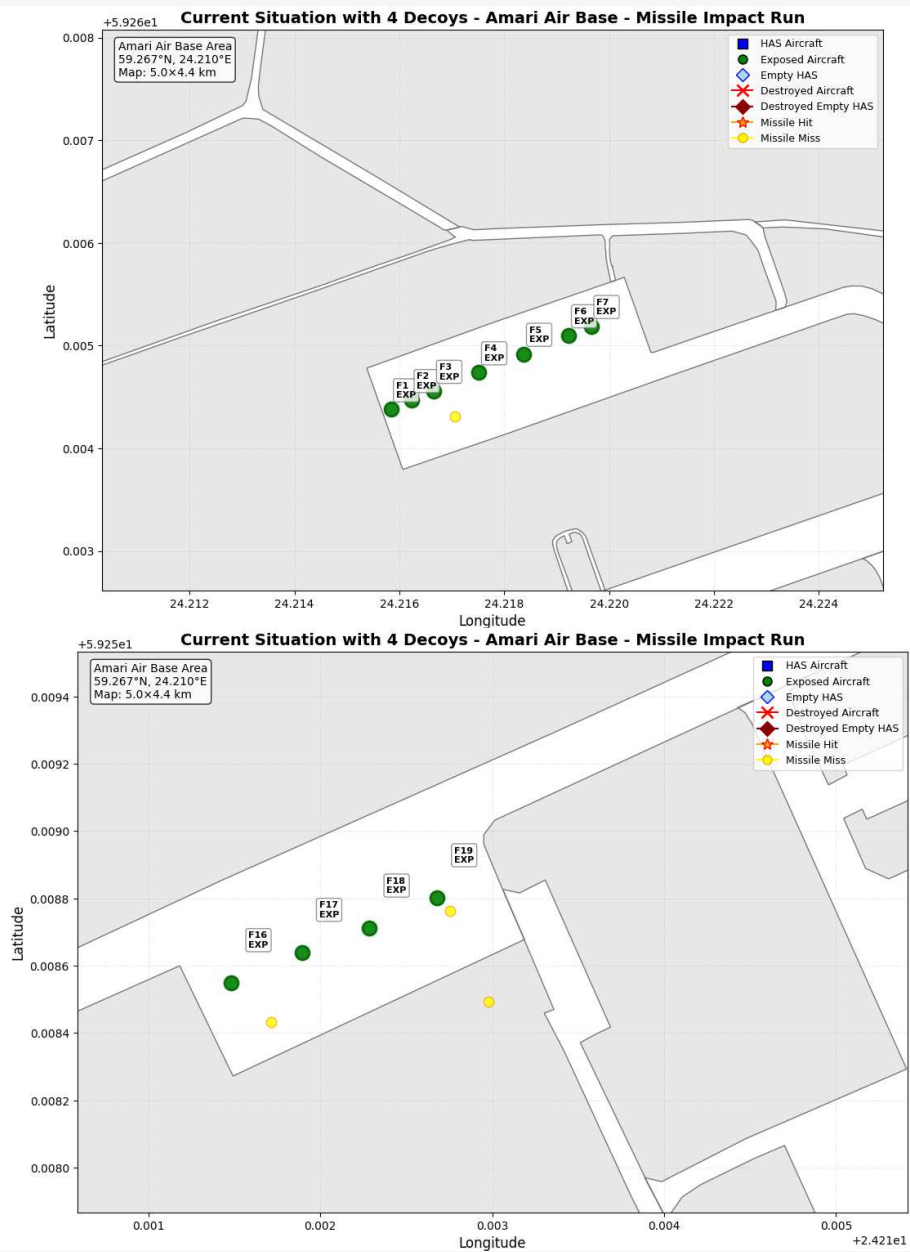 Current Situation with 4 Decoys - Amari Air Base - Missile Impact Run
+5.926e1
Amari Air Base Area
59.267°N, 24.210°E
Map: 5.0×4.4 km
HAS Aircraft
Exposed Aircraft
Empty HAS
Destroyed Aircraft
Destroyed Empty HAS
Missile Hit
Missile Miss
0.008
0.007
0.006
0.005
0.004
0.003
Latitude
F1
EXP
F2
EXP
F3
EXP
F4
EXP
F5
EXP
F6
EXP
F7
EXP
24.212
24.214
24.216
24.218
24.220
24.222
24.224
Longitude
Current Situation with 4 Decoys - Amari Air Base - Missile Impact Run
+5.925e1
Amari Air Base Area
59.267°N, 24.210°E
Map: 5.0×4.4 km
HAS Aircraft
Exposed Aircraft
Empty HAS
Destroyed Aircraft
Destroyed Empty HAS
Missile Hit
Missile Miss
0.0094
0.0092
0.0090
0.0088
0.0086
0.0084
0.0082
0.0080
Latitude
F16
EXP
F17
EXP
F18
EXP
F19
EXP
0.001
0.002
0.003
0.004
0.005
+2.421e1
Longitude